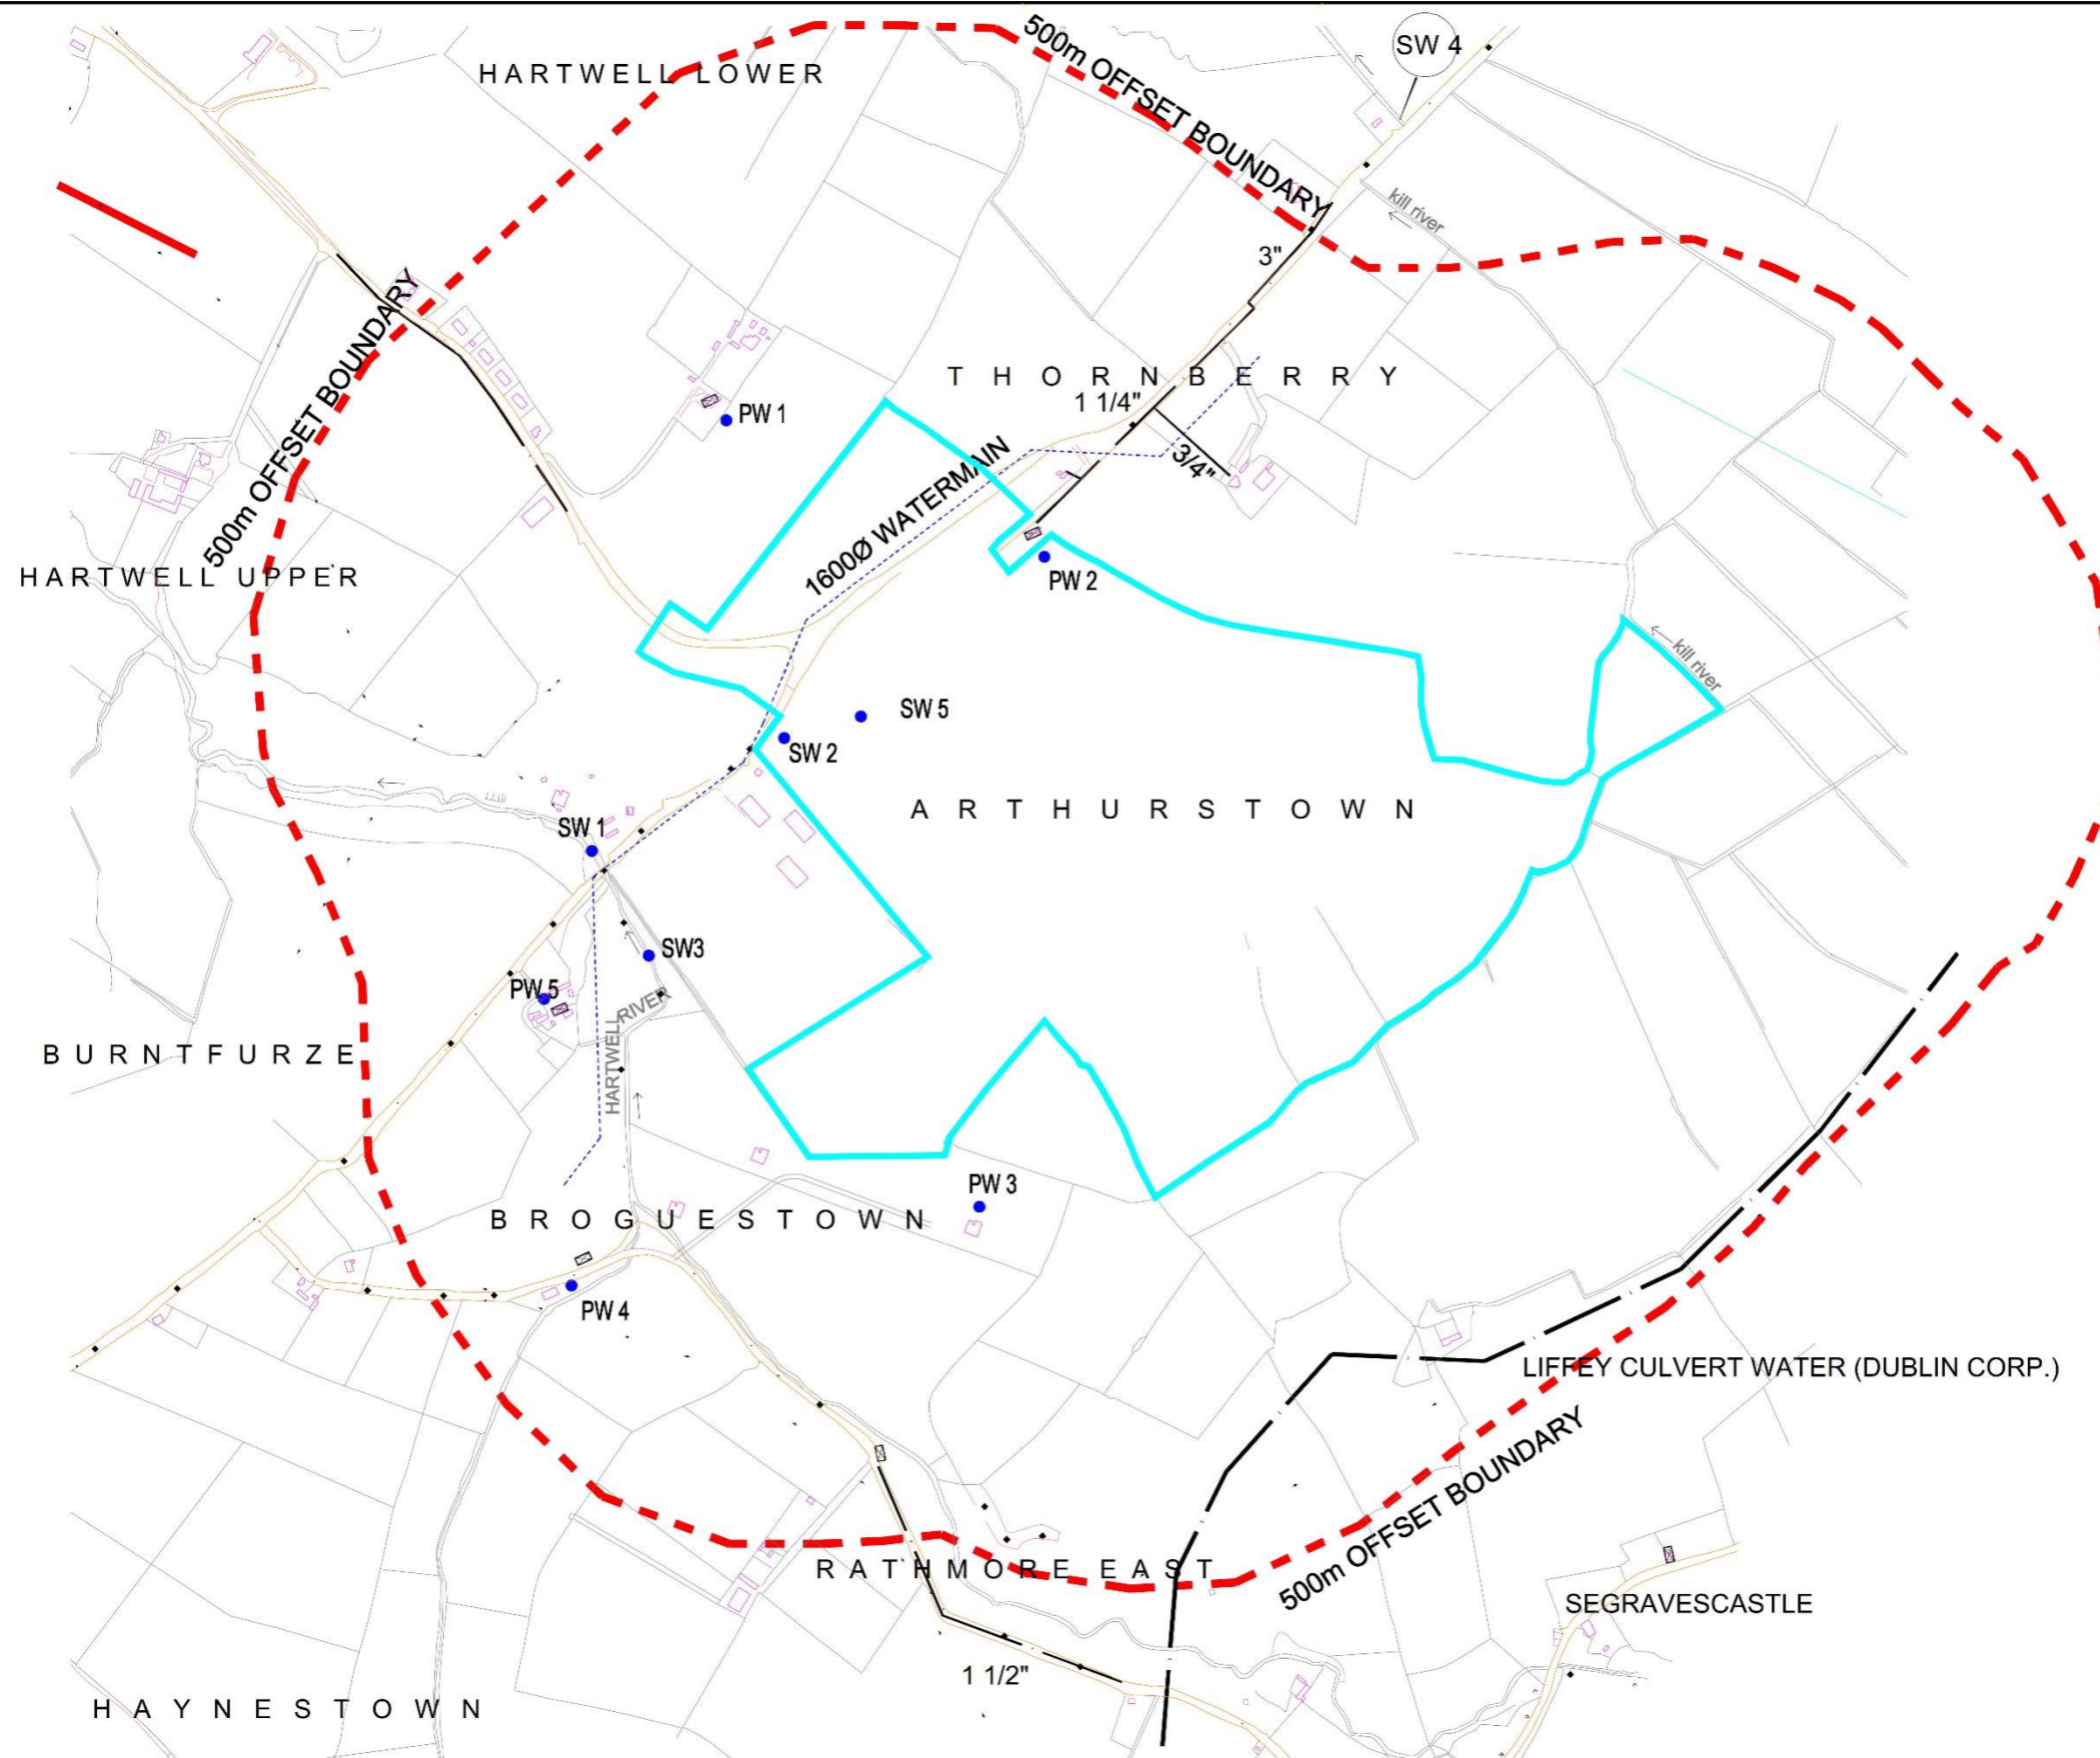 500m OFFSET BOUNDARY
SW 4
HARTWELL LOWER
kill river
3"
500m OFFSET BOUNDARY
THORNBERRY
1 1/4"
PW 1
3/4"
1600Ø WATERMAIN
HARTWELL UPPER
PW 2
kill river
SW 5
SW 2
ARTHURSTOWN
SW 1
SW3
PW 5
HARTWELL RIVER
BURNTFURZE
PW 3
BROGUESTOWN
PW 4
LIFFEY CULVERT WATER (DUBLIN CORP.)
500m OFFSET BOUNDARY
RATHMORE EAST
SEGRAVESCASTLE
1 1/2"
HAYNESTOWN